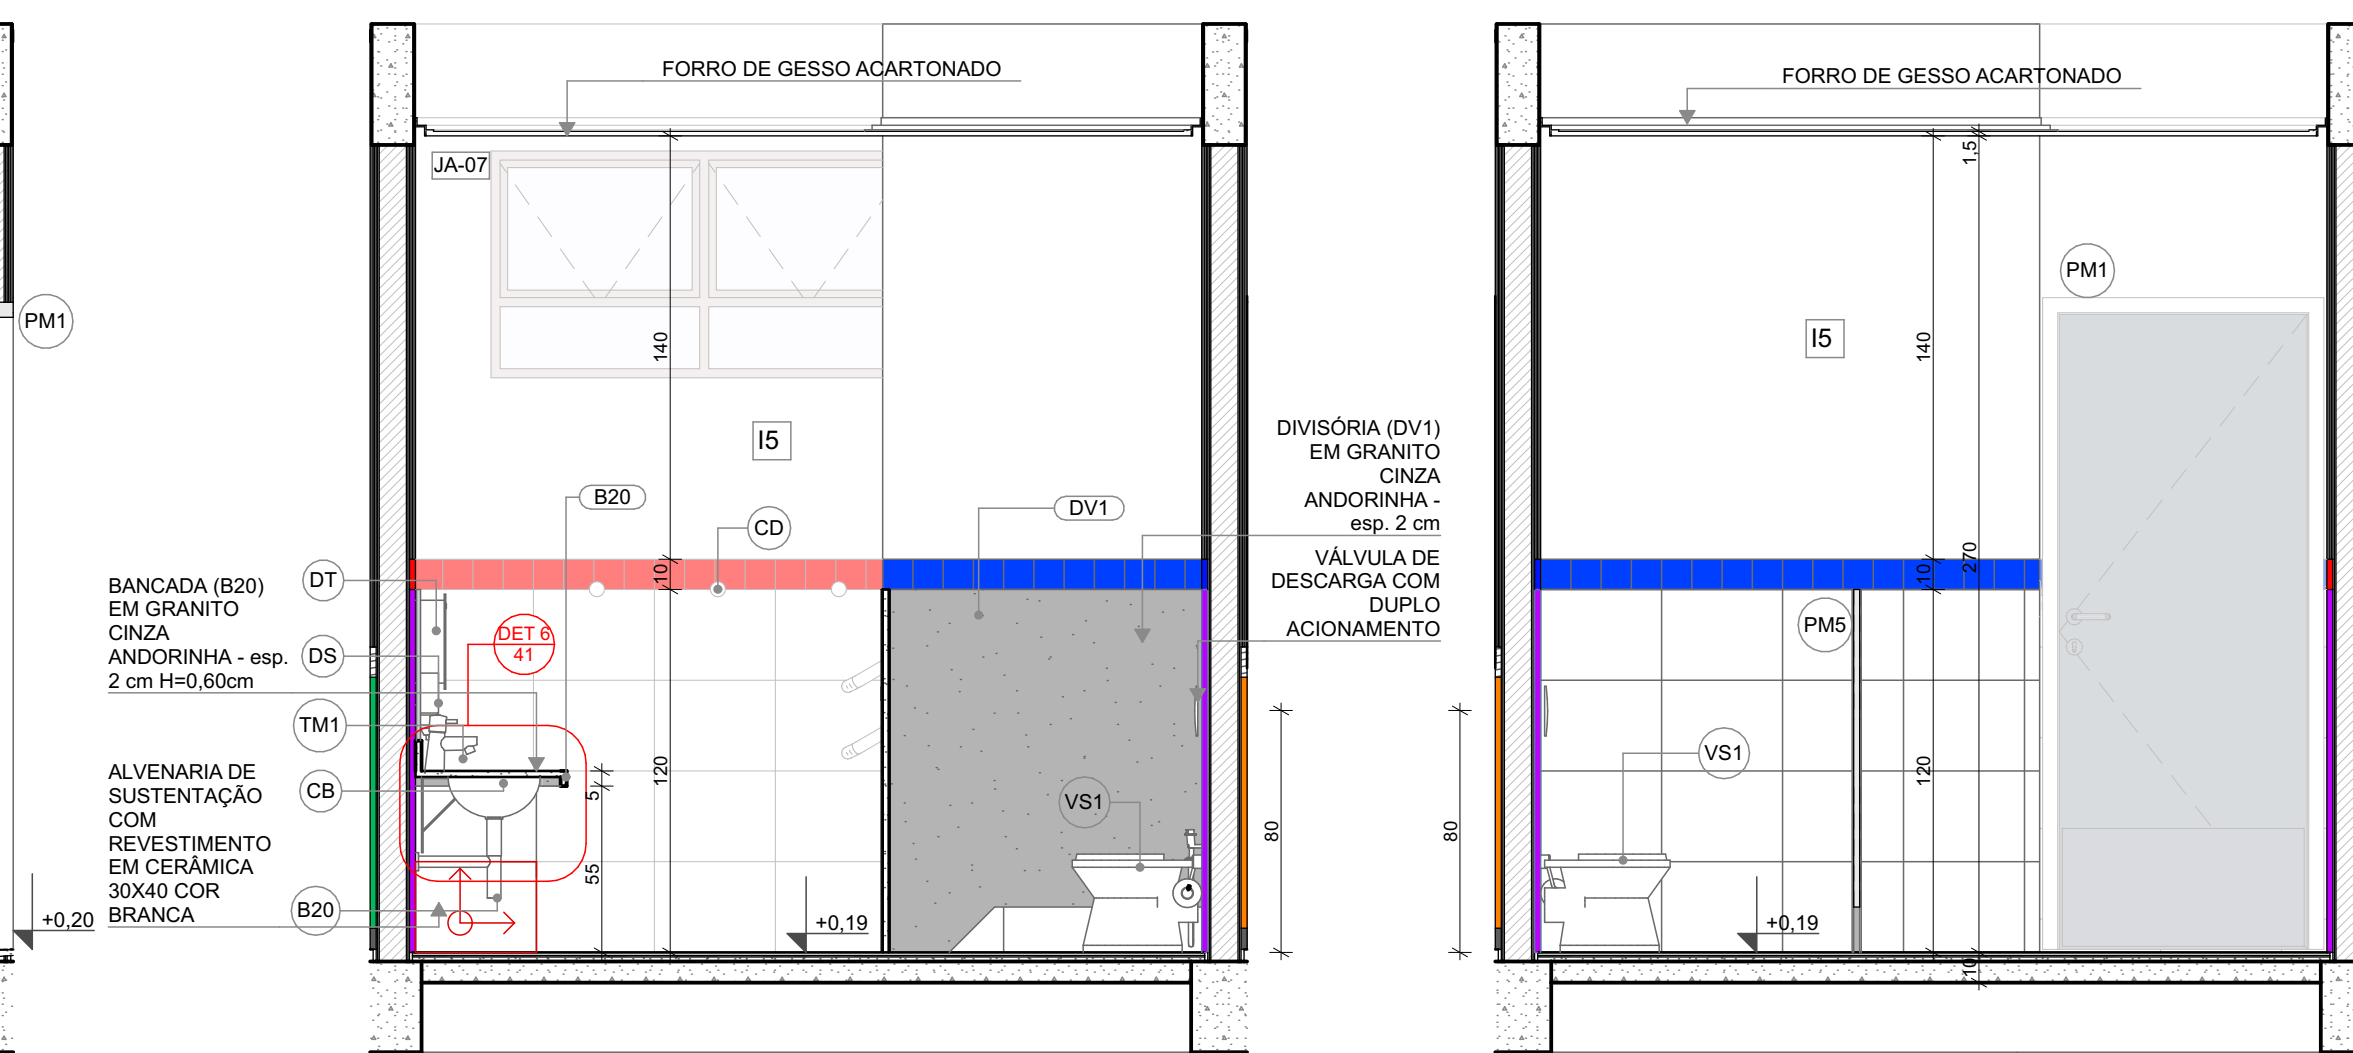 FORRO DE GESSO ACARTONADO
FORRO DE GESSO ACARTONADO
JA-07
1,5
PM1
PM1
I5
140
I5
140
DIVISÓRIA (DV1)
EM GRANITO
CINZA
ANDORINHA -
esp. 2 cm
B20
CD
DV1
VÁLVULA DE
DESCARGA COM
DUPLO
ACIONAMENTO
270
10
10
BANCADA (B20)
EM GRANITO
CINZA
ANDORINHA - esp.
2 cm H=0,60cm
DT
DS
TM1
DET 6
41
PM5
VS1
ALVENARIA DE
SUSTENTAÇÃO
COM
REVESTIMENTO
EM CERÂMICA
30X40 COR
BRANCA
CB
B20
5
55
120
VS1
80
80
120
+0,20
+0,19
+0,19
10